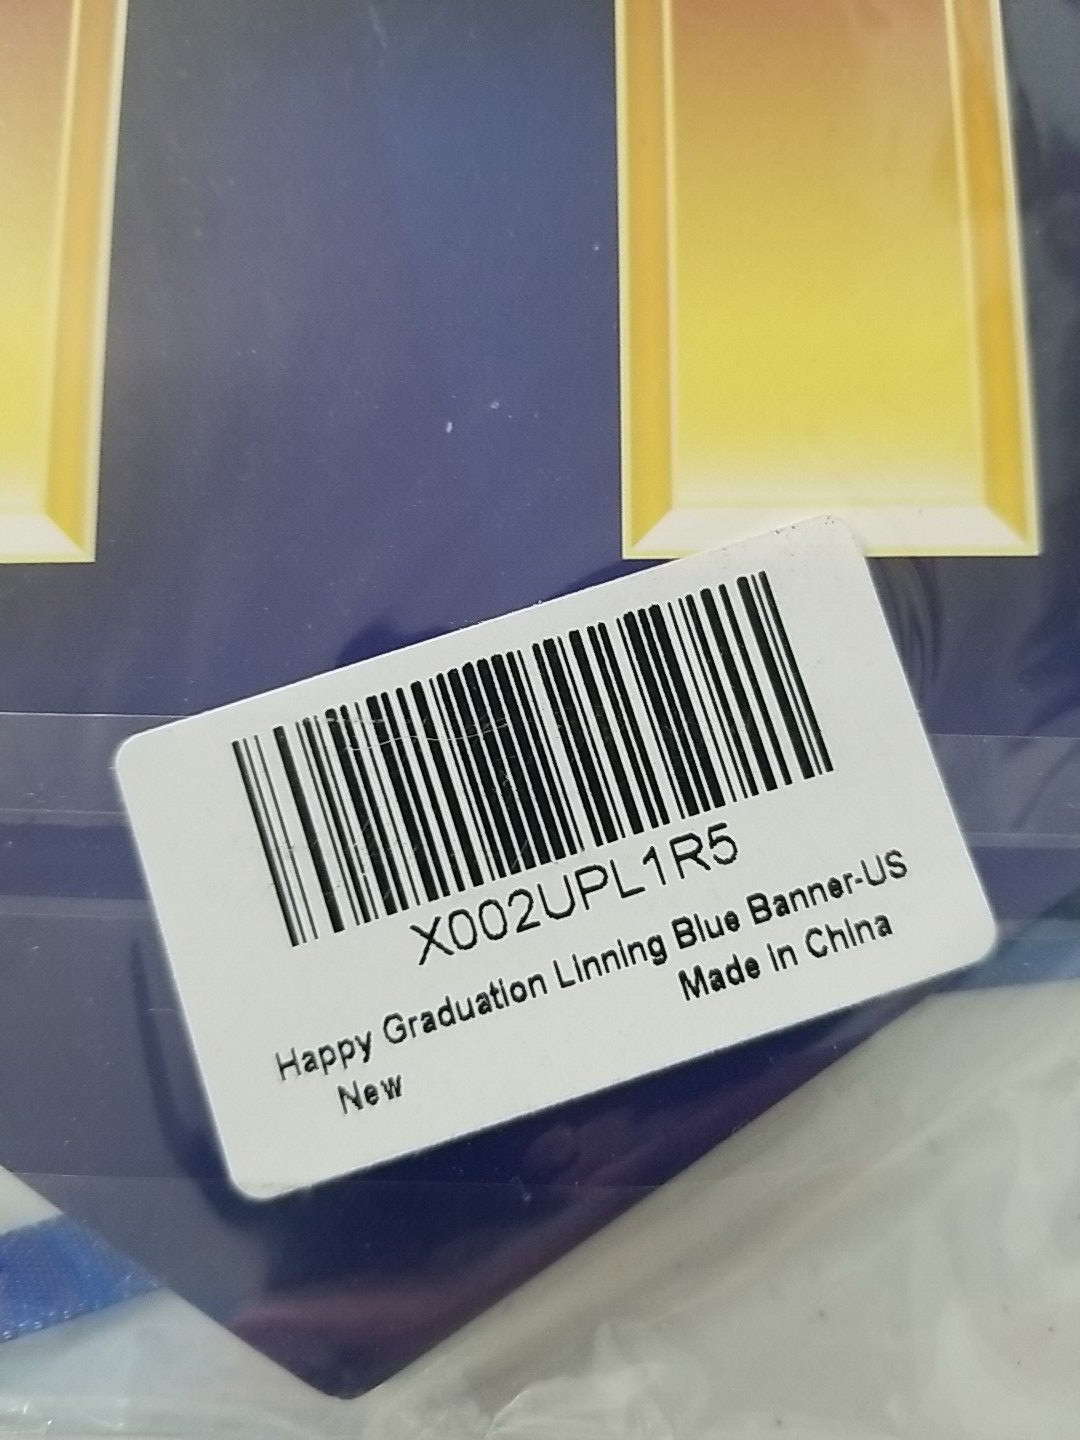 X002UPL1R5
Happy Graduation Linning Blue Banner-US
New Made in China